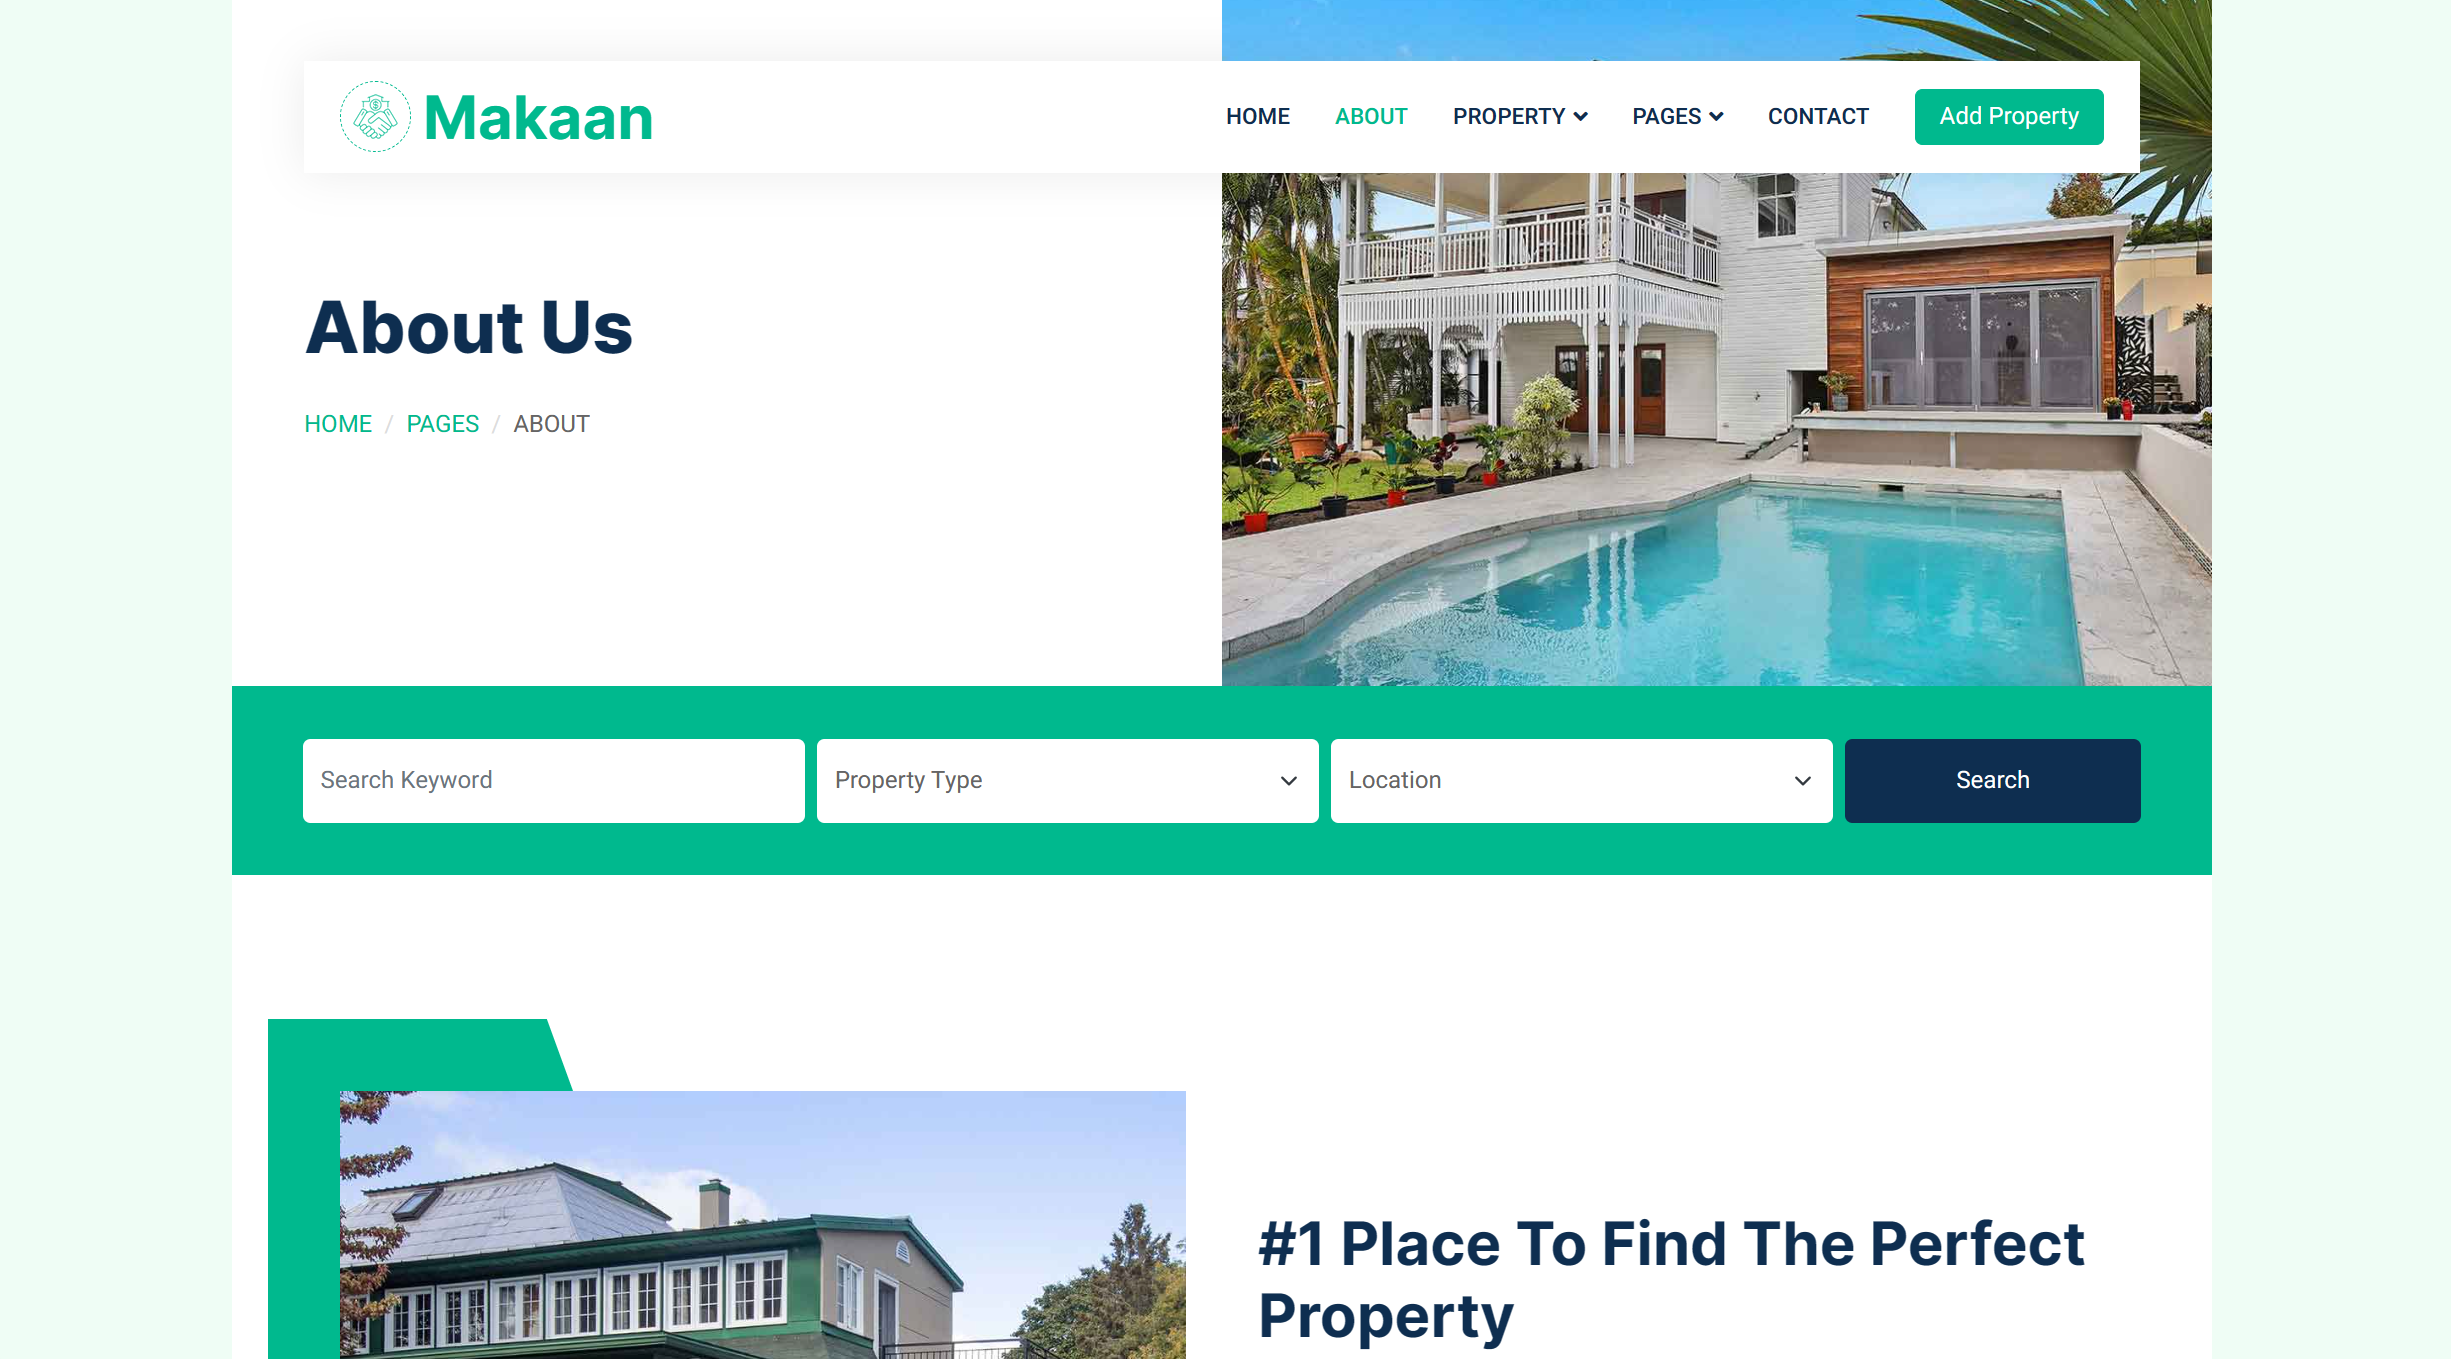 Makaan
HOME ABOUT PROPERTY PAGES CONTACT Add Property
About Us
HOME / PAGES / ABOUT
Search Keyword Property Type Location Search
#1 Place To Find The Perfect
Property